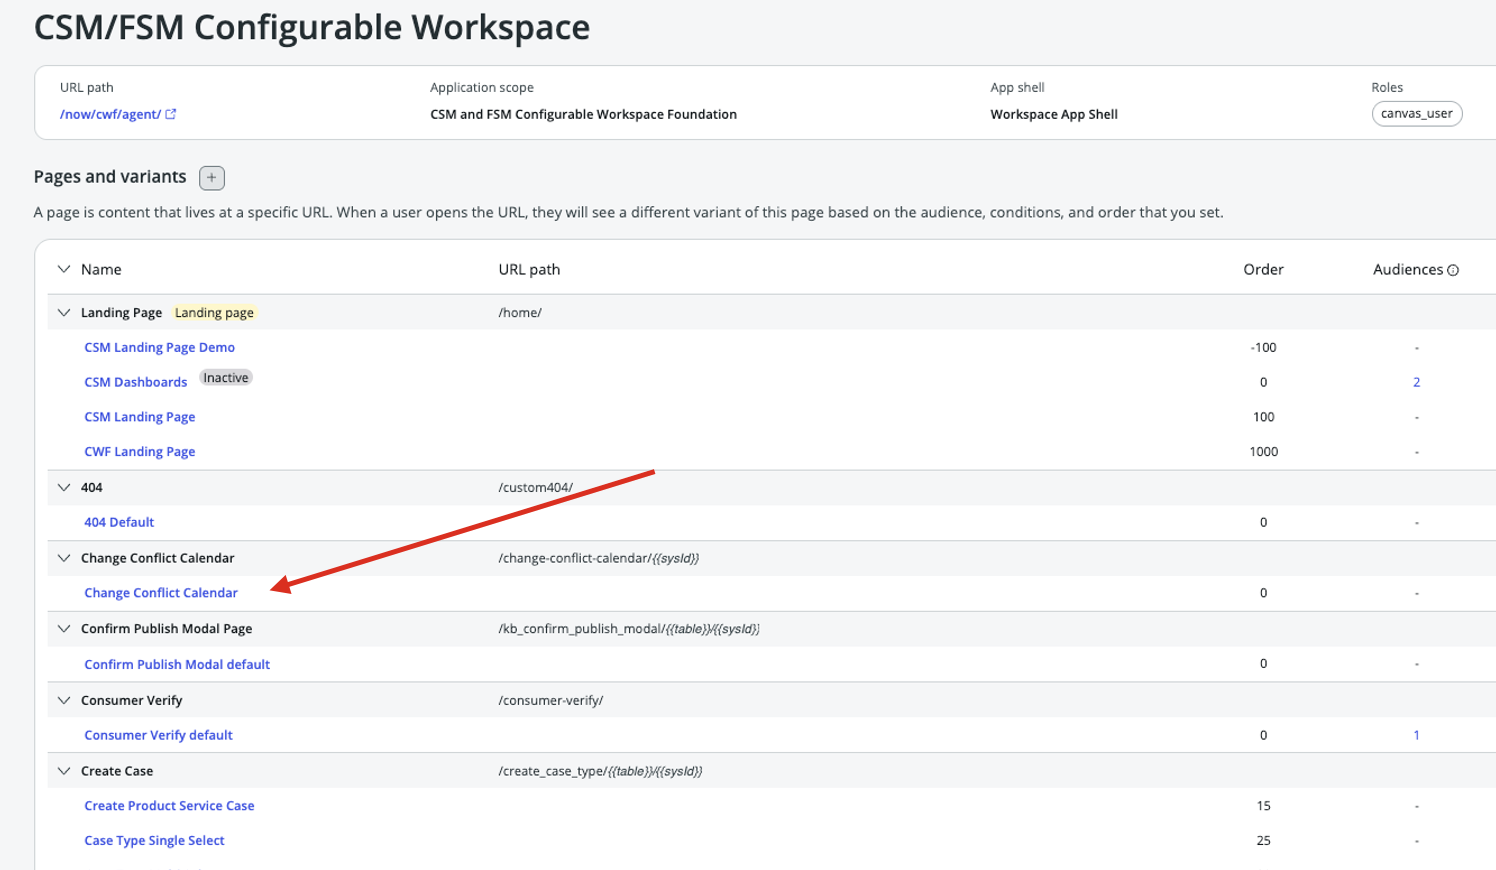 CSM/FSM Configurable Workspace
URL path Application scope App shell Roles
/now/cwf/agent/ CSM and FSM Configurable Workspace Foundation Workspace App Shell canvas_user
Pages and variants +
A page is content that lives at a specific URL. When a user opens the URL, they will see a different variant of this page based on the audience, conditions, and order that you set.
Name URL path Order Audiences
Landing Page Landing page /home/
CSM Landing Page Demo -100 -
CSM Dashboards Inactive 0 2
CSM Landing Page 100 -
CWF Landing Page 1000 -
404 /custom404/
404 Default 0 -
Change Conflict Calendar /change-conflict-calendar/{{sysId}}
Change Conflict Calendar 0 -
Confirm Publish Modal Page /kb_confirm_publish_modal/{{table}}/{{sysId}}
Confirm Publish Modal default 0 -
Consumer Verify /consumer-verify/
Consumer Verify default 0 1
Create Case /create_case_type/{{table}}/{{sysId}}
Create Product Service Case 15 -
Case Type Single Select 25 -